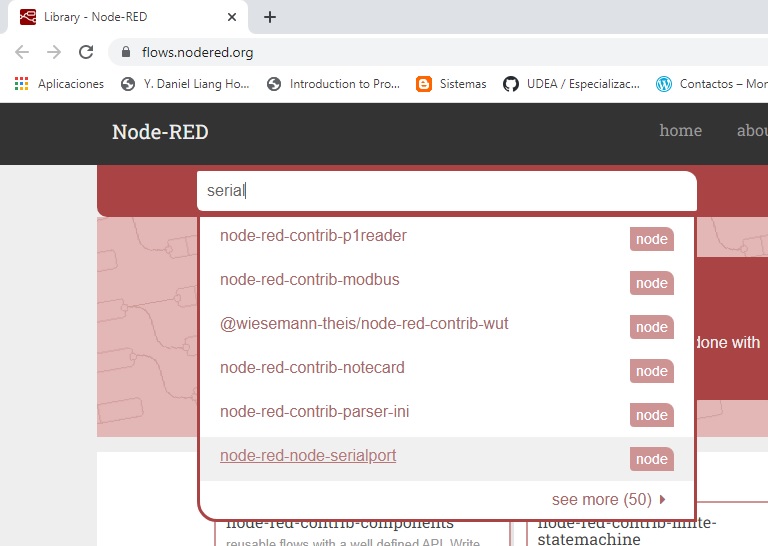 Library - Node-RED
flows.nodered.org
Aplicaciones Y. Daniel Liang Ho... Introduction to Pro... Sistemas UDEA / Especializac... Contactos – Mon
Node-RED home abou
serial
node-red-contrib-p1reader node
node-red-contrib-modbus node
@wiesemann-theis/node-red-contrib-wut node
done with
node-red-contrib-notecard node
node-red-contrib-parser-ini node
node-red-node-serialport node
see more (50)
node-red-contrib-components node-red-contrib-finite-
statemachine
reusable flows with a well defined API. Write